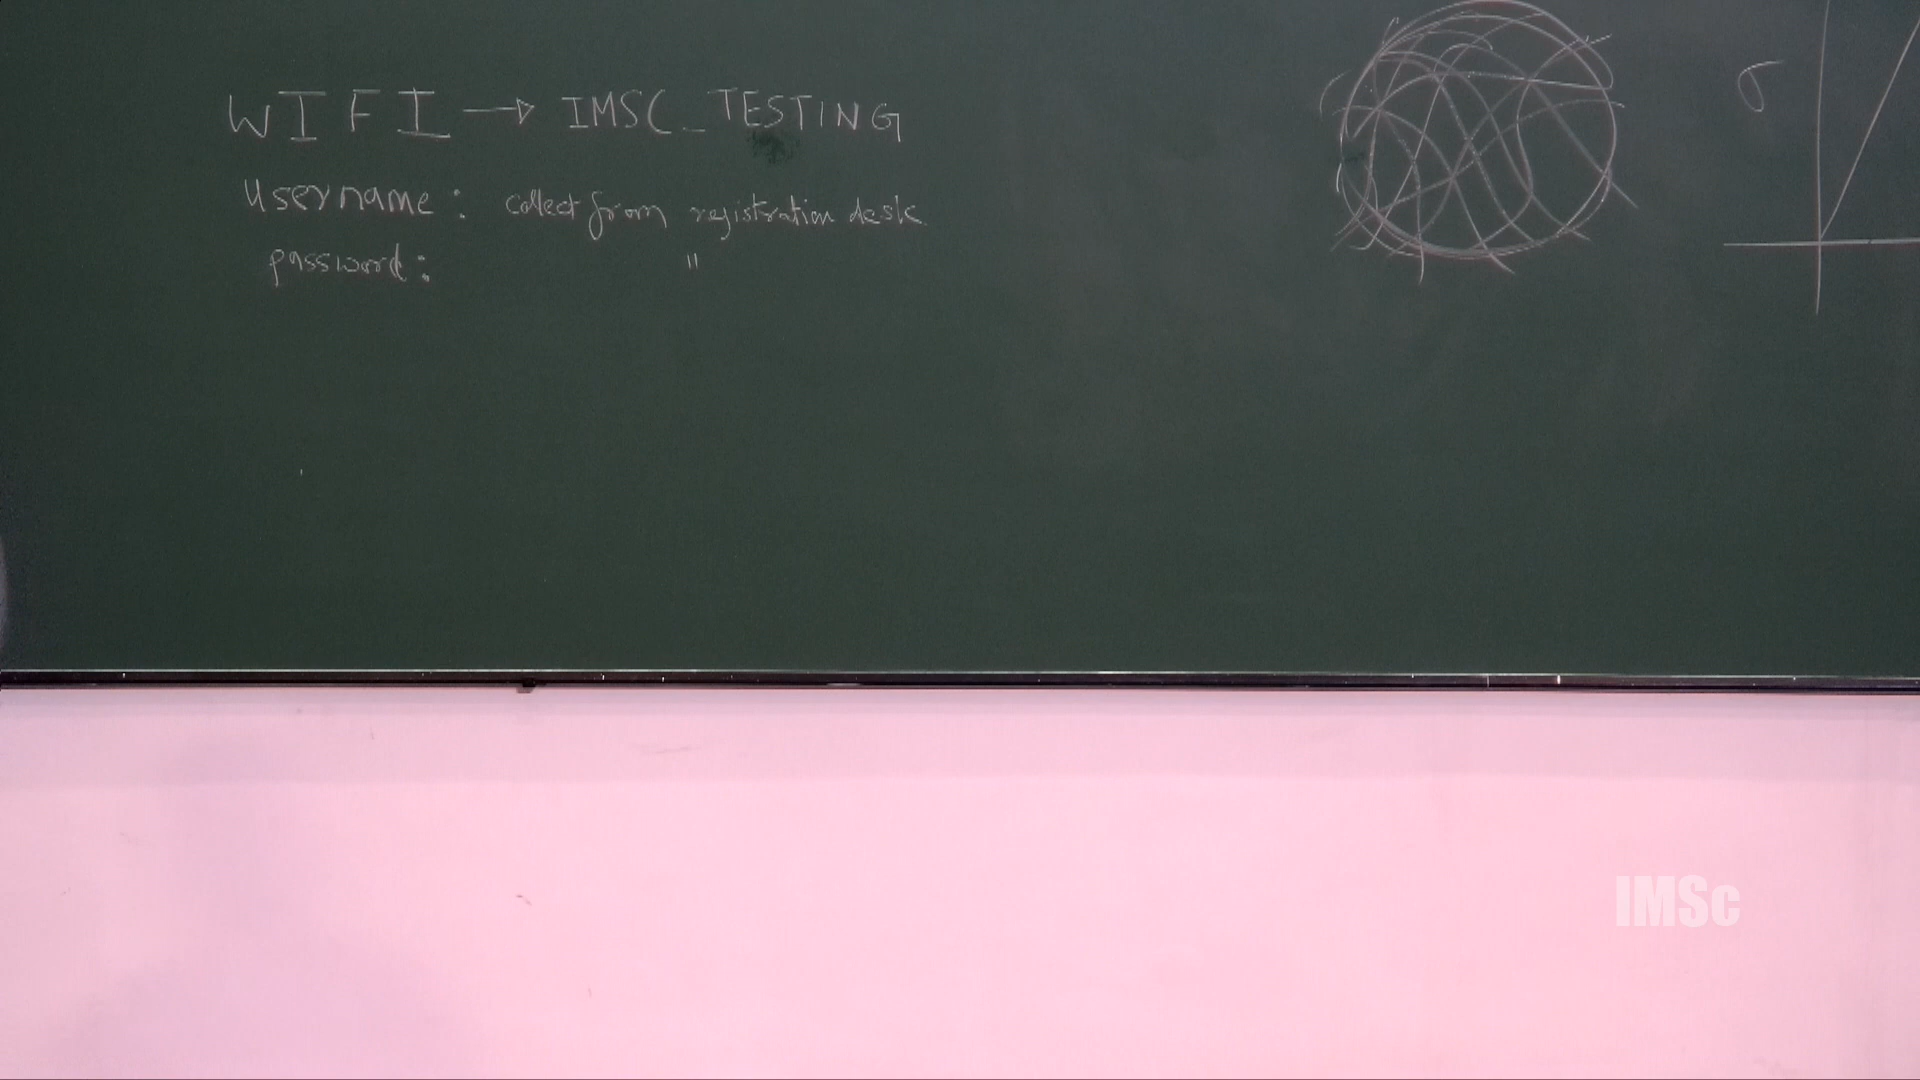 WIFI → IMSC_TESTING
username: collect from registration desk
password: "
σ
IMSc